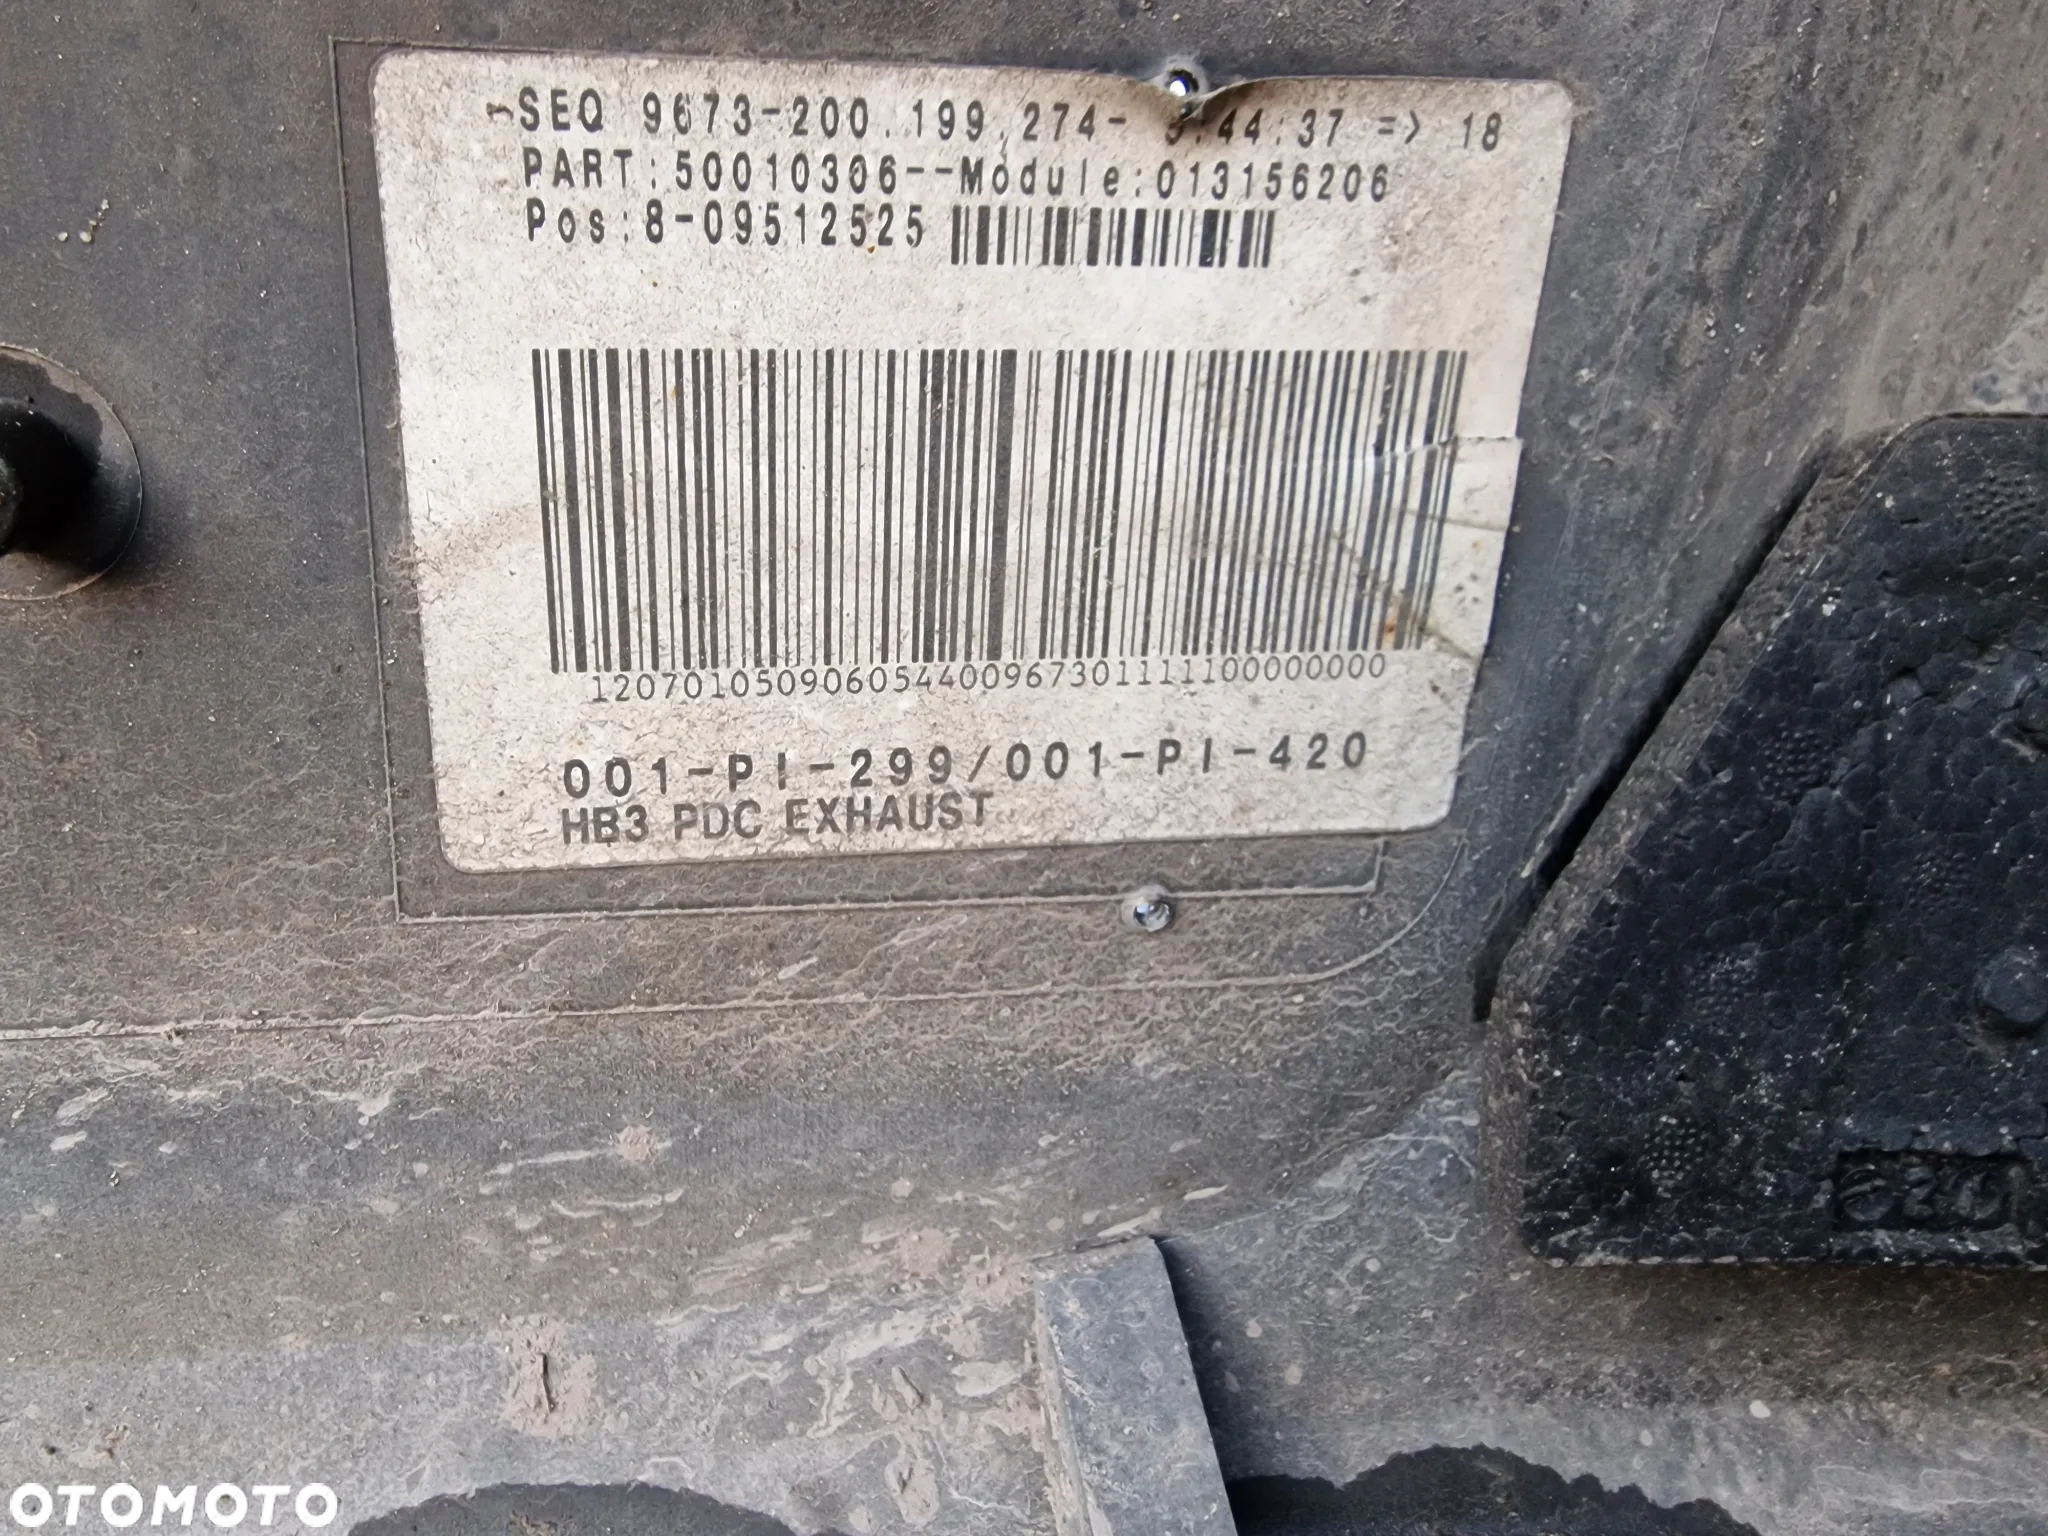 SEQ 9673-200.199.274- :44:37 => 18
PART:50010306--Module:013156206
Pos:8-09512525
12070105090605440096730111110000000
001-PI-299/001-PI-420
HB3 PDC EXHAUST
OTOMOTO